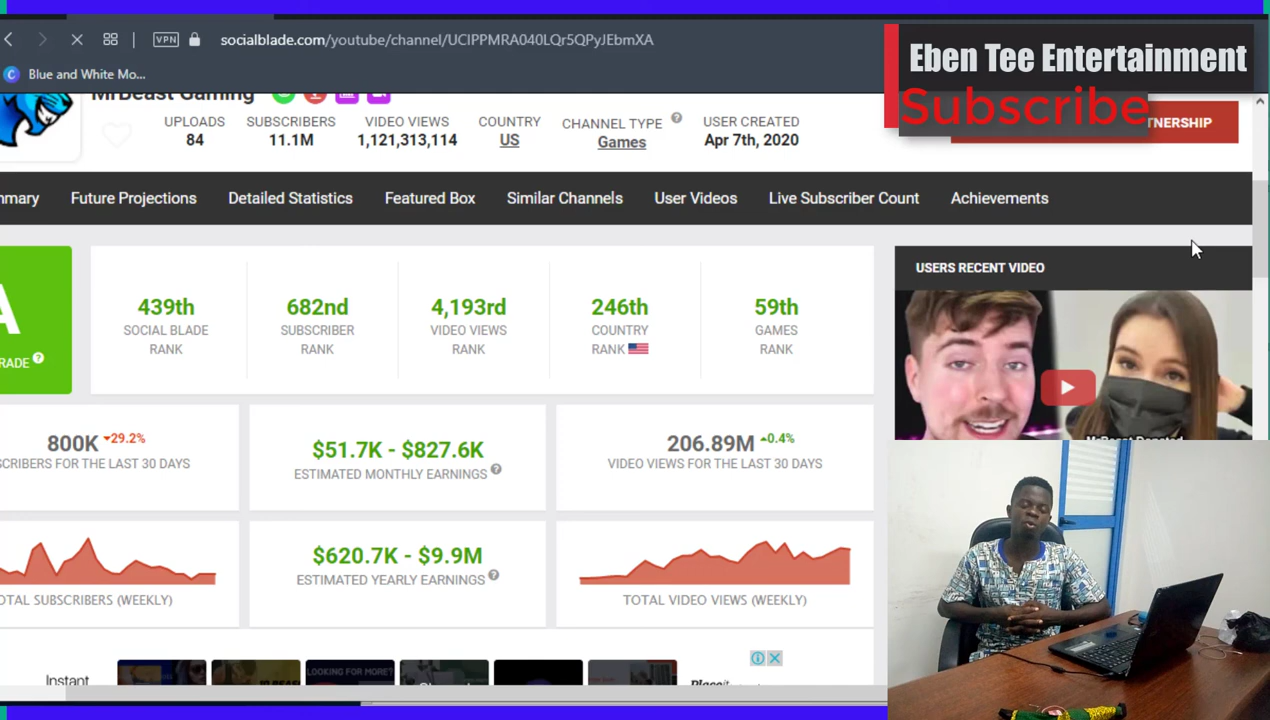 VPN
socialblade.com/youtube/channel/UCIPPMRA040LQr5QPyJEbmXA
Eben Tee Entertainment
Subscribe
Blue and White Mo...
MrBeast Gaming
UPLOADS
84
SUBSCRIBERS
11.1M
VIDEO VIEWS
1,121,313,114
COUNTRY
US
CHANNEL TYPE
Games
USER CREATED
Apr 7th, 2020
TNERSHIP
mmary
Future Projections
Detailed Statistics
Featured Box
Similar Channels
User Videos
Live Subscriber Count
Achievements
A
RADE
439th
SOCIAL BLADE
RANK
682nd
SUBSCRIBER
RANK
4,193rd
VIDEO VIEWS
RANK
246th
COUNTRY
RANK
59th
GAMES
RANK
USERS RECENT VIDEO
800K -29.2%
SCRIBERS FOR THE LAST 30 DAYS
$51.7K - $827.6K
ESTIMATED MONTHLY EARNINGS
206.89M 0.4%
VIDEO VIEWS FOR THE LAST 30 DAYS
OTAL SUBSCRIBERS (WEEKLY)
$620.7K - $9.9M
ESTIMATED YEARLY EARNINGS
TOTAL VIDEO VIEWS (WEEKLY)
Instant
LOOKING FOR MORE?